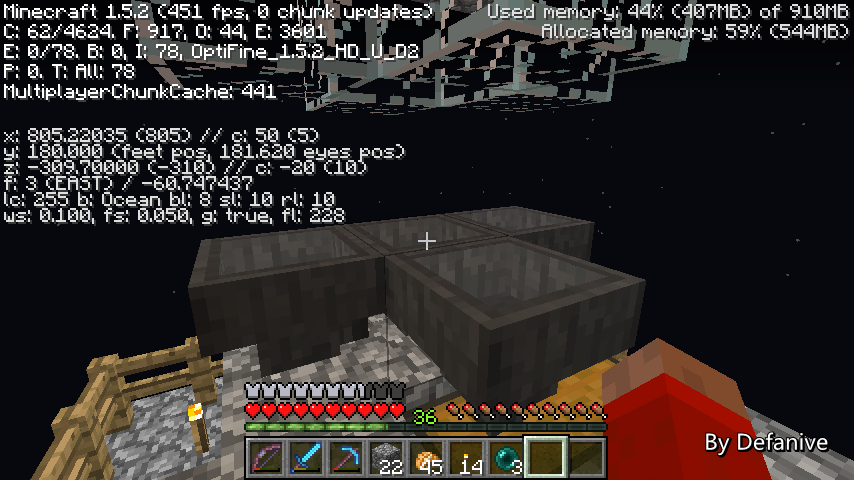 Minecraft 1.5.2 (451 fps, 0 chunk updates)
C: 62/4624, F: 917, O: 44, E: 3601
E: 0/78. B: 0, I: 78, OptiFine_1.5.2_HD_U_D2
P: 0. T: All: 78
MultiplayerChunkCache: 441
Used memory: 44% (407MB) of 910MB
Allocated memory: 59% (544MB)
x: 805.22035 (805) // c: 50 (5)
y: 180.000 (feet pos, 181.620 eyes pos)
z: -309.70000 (-310) // c: -20 (10)
f: 3 (EAST) / -60.747437
lc: 255 b: Ocean bl: 8 sl: 10 rl: 10
ws: 0.100, fs: 0.050, g: true, fl: 228
36
22 45 14 3
By Defanive